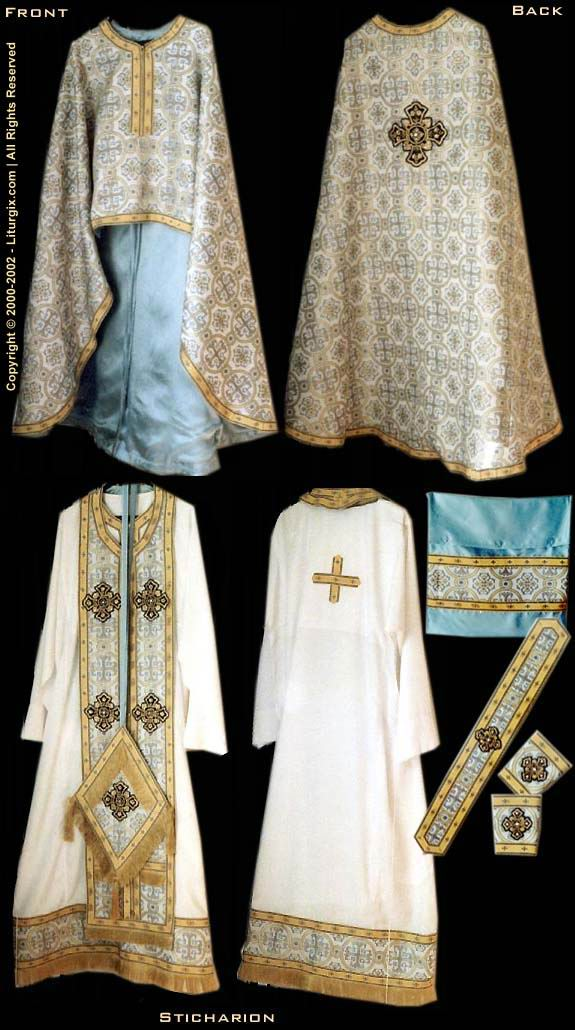 FRONT
BACK
Copyright © 2000-2002 - Liturgix.com | All Rights Reserved
STICHARION